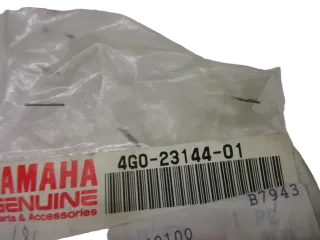 YAMAHA
GENUINE
Parts & Accessories
4G0-23144-01
B7943